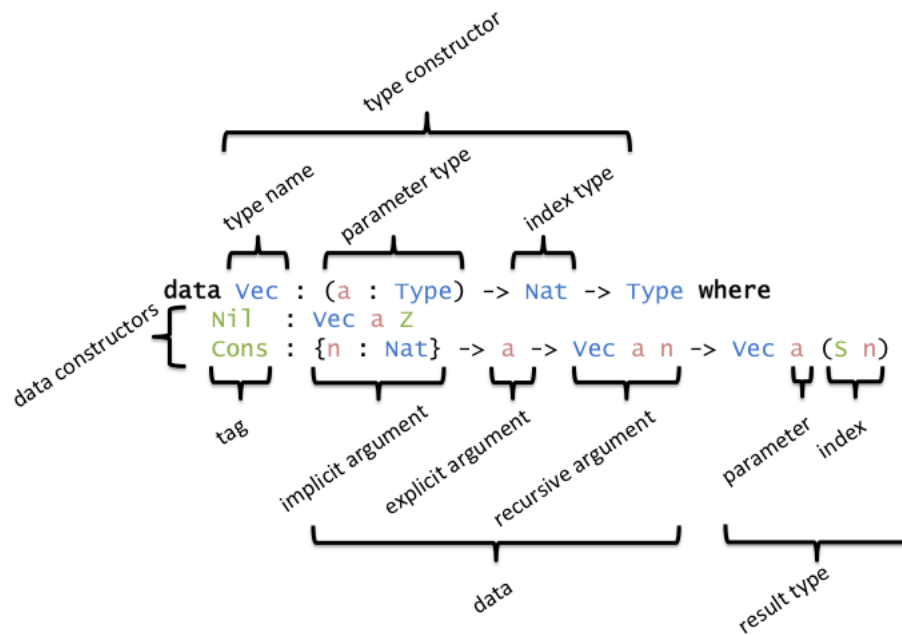 type constructor
type name
parameter type
index type
data Vec : (a : Type) -> Nat -> Type where
data constructors
Nil : Vec a Z
Cons : {n : Nat} -> a -> Vec a n -> Vec a (S n)
tag
implicit argument
explicit argument
recursive argument
parameter
index
data
result type